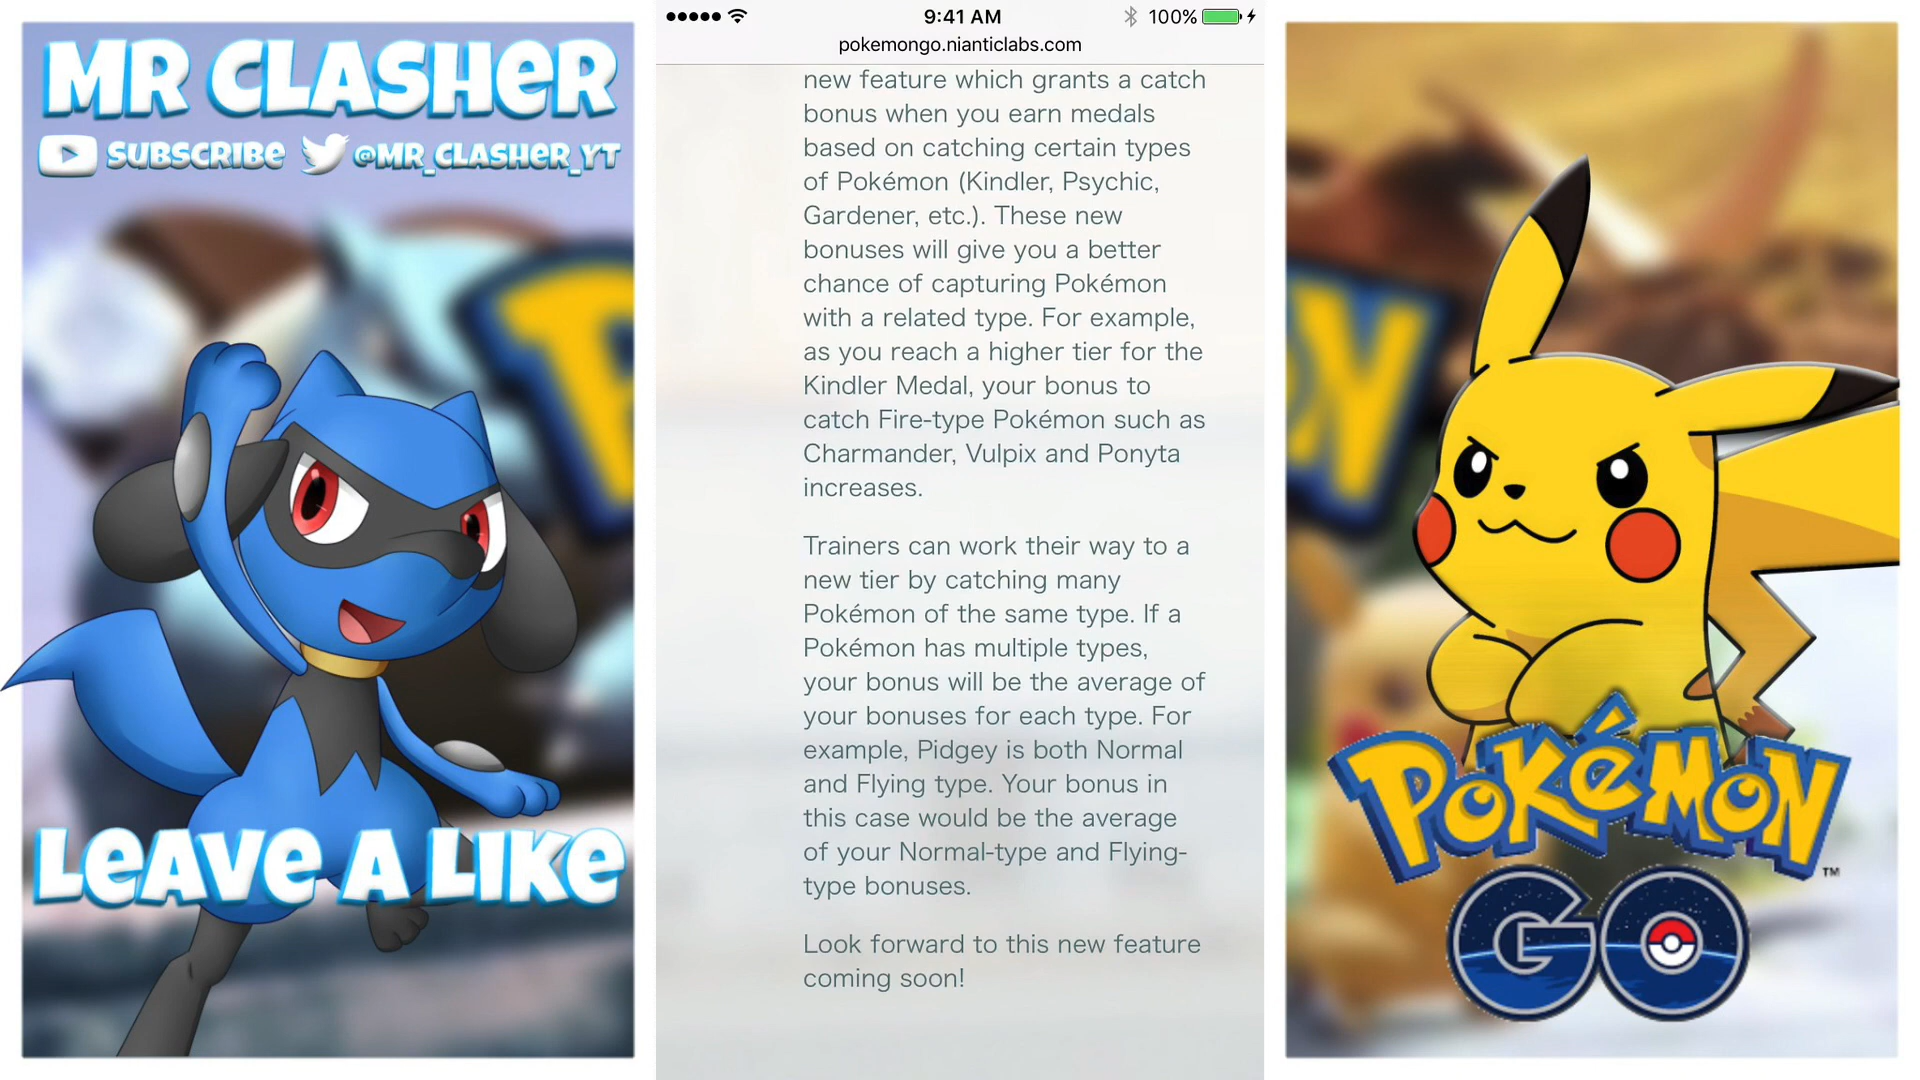 MR CLASHER
SUBSCRIBE @MR_CLASHER_YT
LEAVE A LIKE
9:41 AM
100%
pokemongo.nianticlabs.com
new feature which grants a catch
bonus when you earn medals
based on catching certain types
of Pokémon (Kindler, Psychic,
Gardener, etc.). These new
bonuses will give you a better
chance of capturing Pokémon
with a related type. For example,
as you reach a higher tier for the
Kindler Medal, your bonus to
catch Fire-type Pokémon such as
Charmander, Vulpix and Ponyta
increases.
Trainers can work their way to a
new tier by catching many
Pokémon of the same type. If a
Pokémon has multiple types,
your bonus will be the average of
your bonuses for each type. For
example, Pidgey is both Normal
and Flying type. Your bonus in
this case would be the average
of your Normal-type and Flying-
type bonuses.
Look forward to this new feature
coming soon!
POKéMON
TM
GO